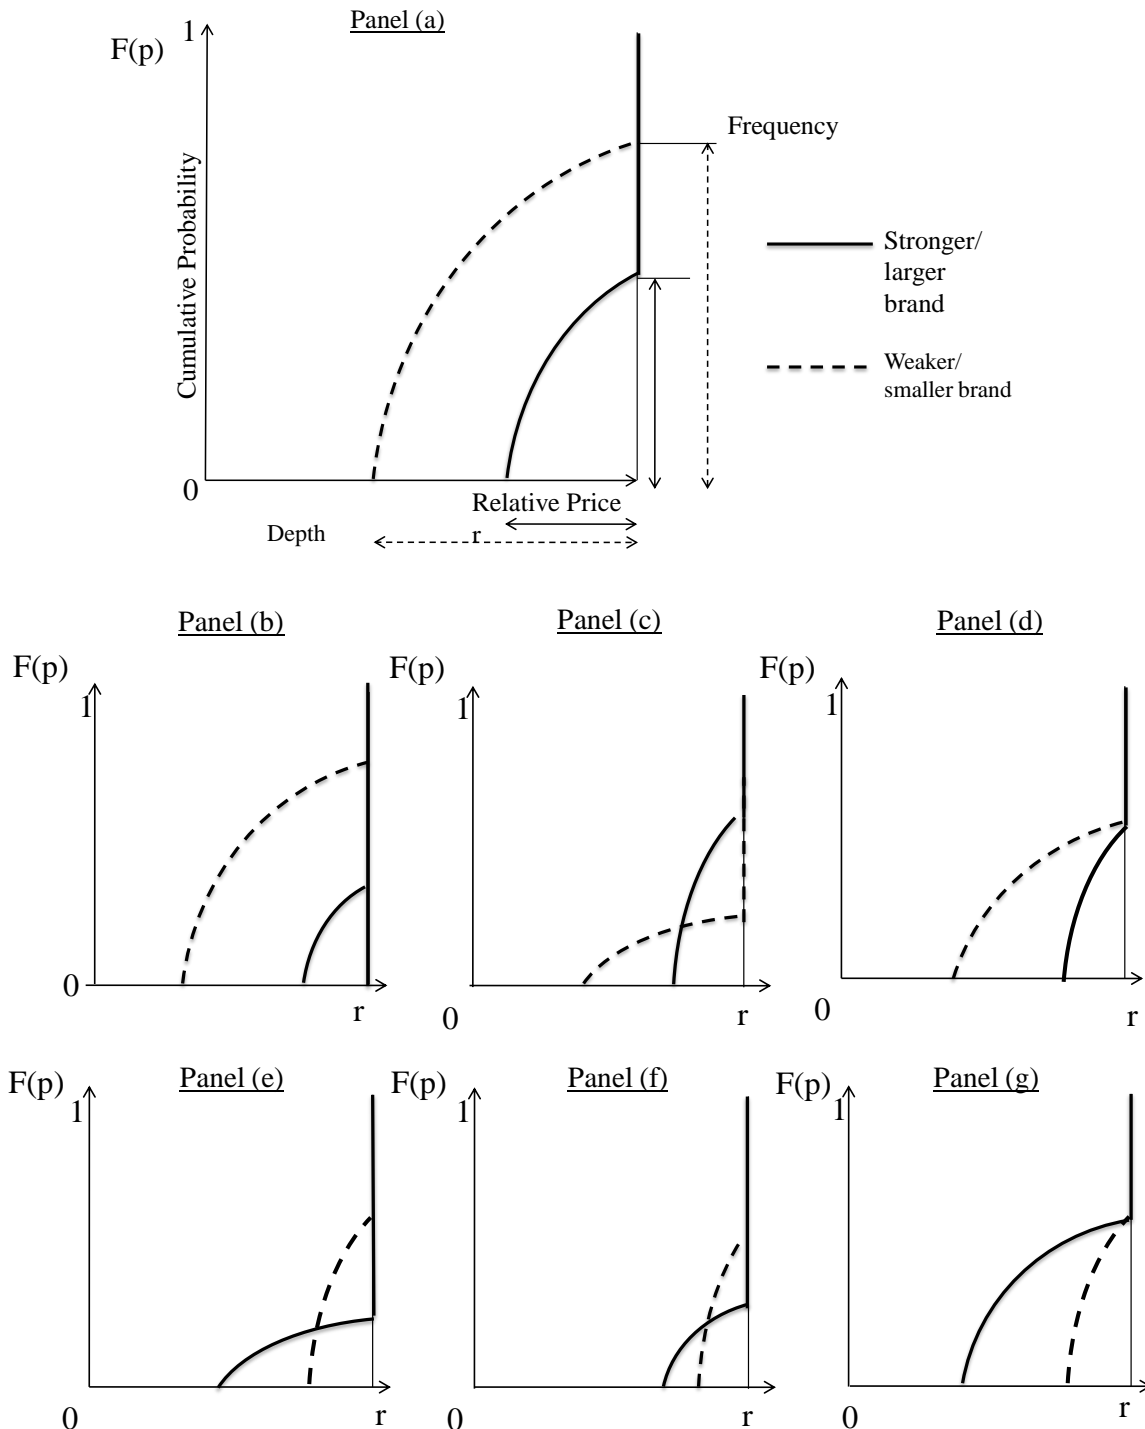 Panel (a)
1
F(p)
Cumulative Probability
Frequency
Stronger/
larger
brand
Weaker/
smaller brand
0
Relative Price
Depth
r
Panel (b)
Panel (c)
Panel (d)
F(p)
F(p)
F(p)
1
1
1
0
r
0
r
0
r
Panel (e)
Panel (f)
Panel (g)
F(p)
F(p)
F(p)
1
1
1
0
r
0
r
0
r